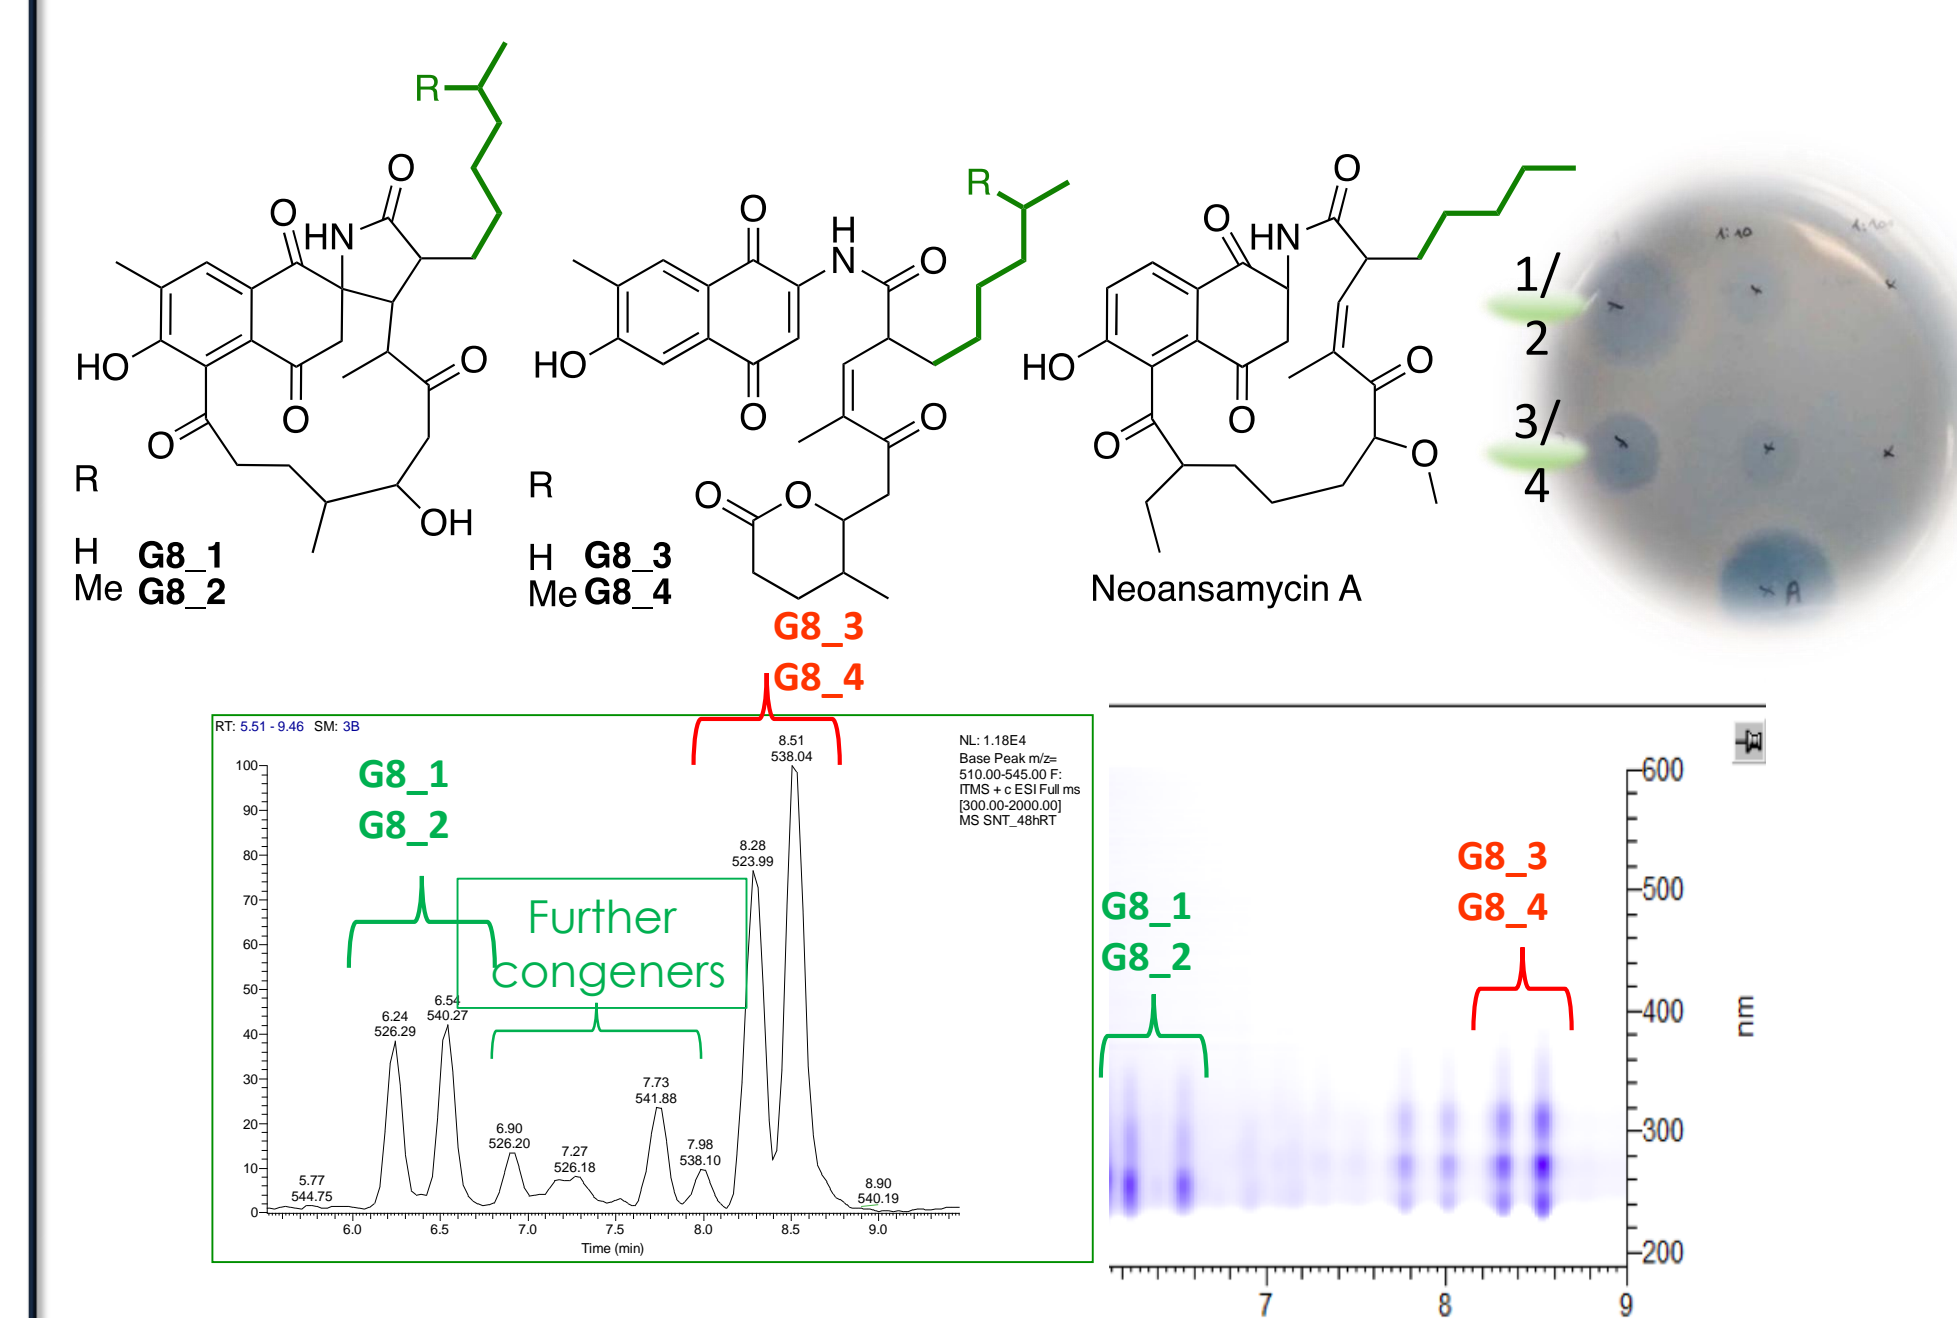 R
O
O
HN
HO
O
O
O
OH
R
H G8_1
Me G8_2
R
O
H
N
O
HO
O
O
O
O
R
H G8_3
Me G8_4
O
O
HN
HO
O
O
O
O
Neoansamycin A
1:10
1/
2
3/
4
A
G8_3
G8_4
RT: 5.51 - 9.46 SM: 3B
NL: 1.18E4
Base Peak m/z=
510.00-545.00 F:
ITMS + c ESI Full ms
[300.00-2000.00]
MS SNT_48hRT
G8_1
G8_2
Further
congeners
100
90
80
70
60
50
40
30
20
10
0
5.77
544.75
6.24
526.29
6.54
540.27
6.90
526.20
7.27
526.18
7.73
541.88
7.98
538.10
8.28
523.99
8.51
538.04
8.90
540.19
6.0 6.5 7.0 7.5 8.0 8.5 9.0
Time (min)
G8_1
G8_2
G8_3
G8_4
600
500
400
300
200
nm
7 8 9